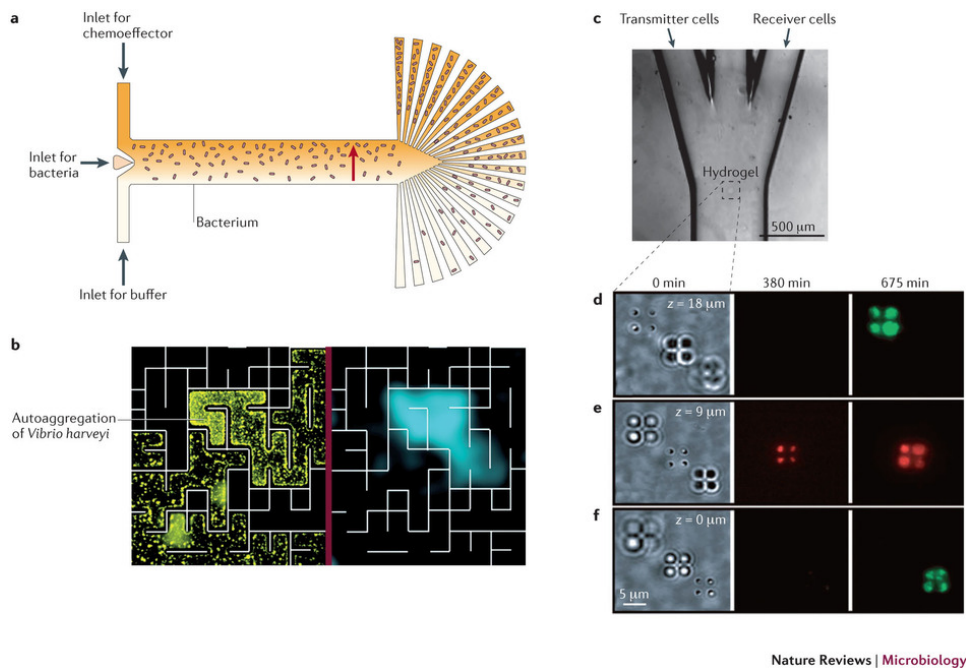 a
Inlet for
chemoeffector
Inlet for
bacteria
Bacterium
Inlet for buffer
b
Autoaggregation
of Vibrio harveyi
c
Transmitter cells
Receiver cells
Hydrogel
500 µm
0 min
380 min
675 min
d
z = 18 µm
e
z = 9 µm
f
z = 0 µm
5 µm
Nature Reviews | Microbiology